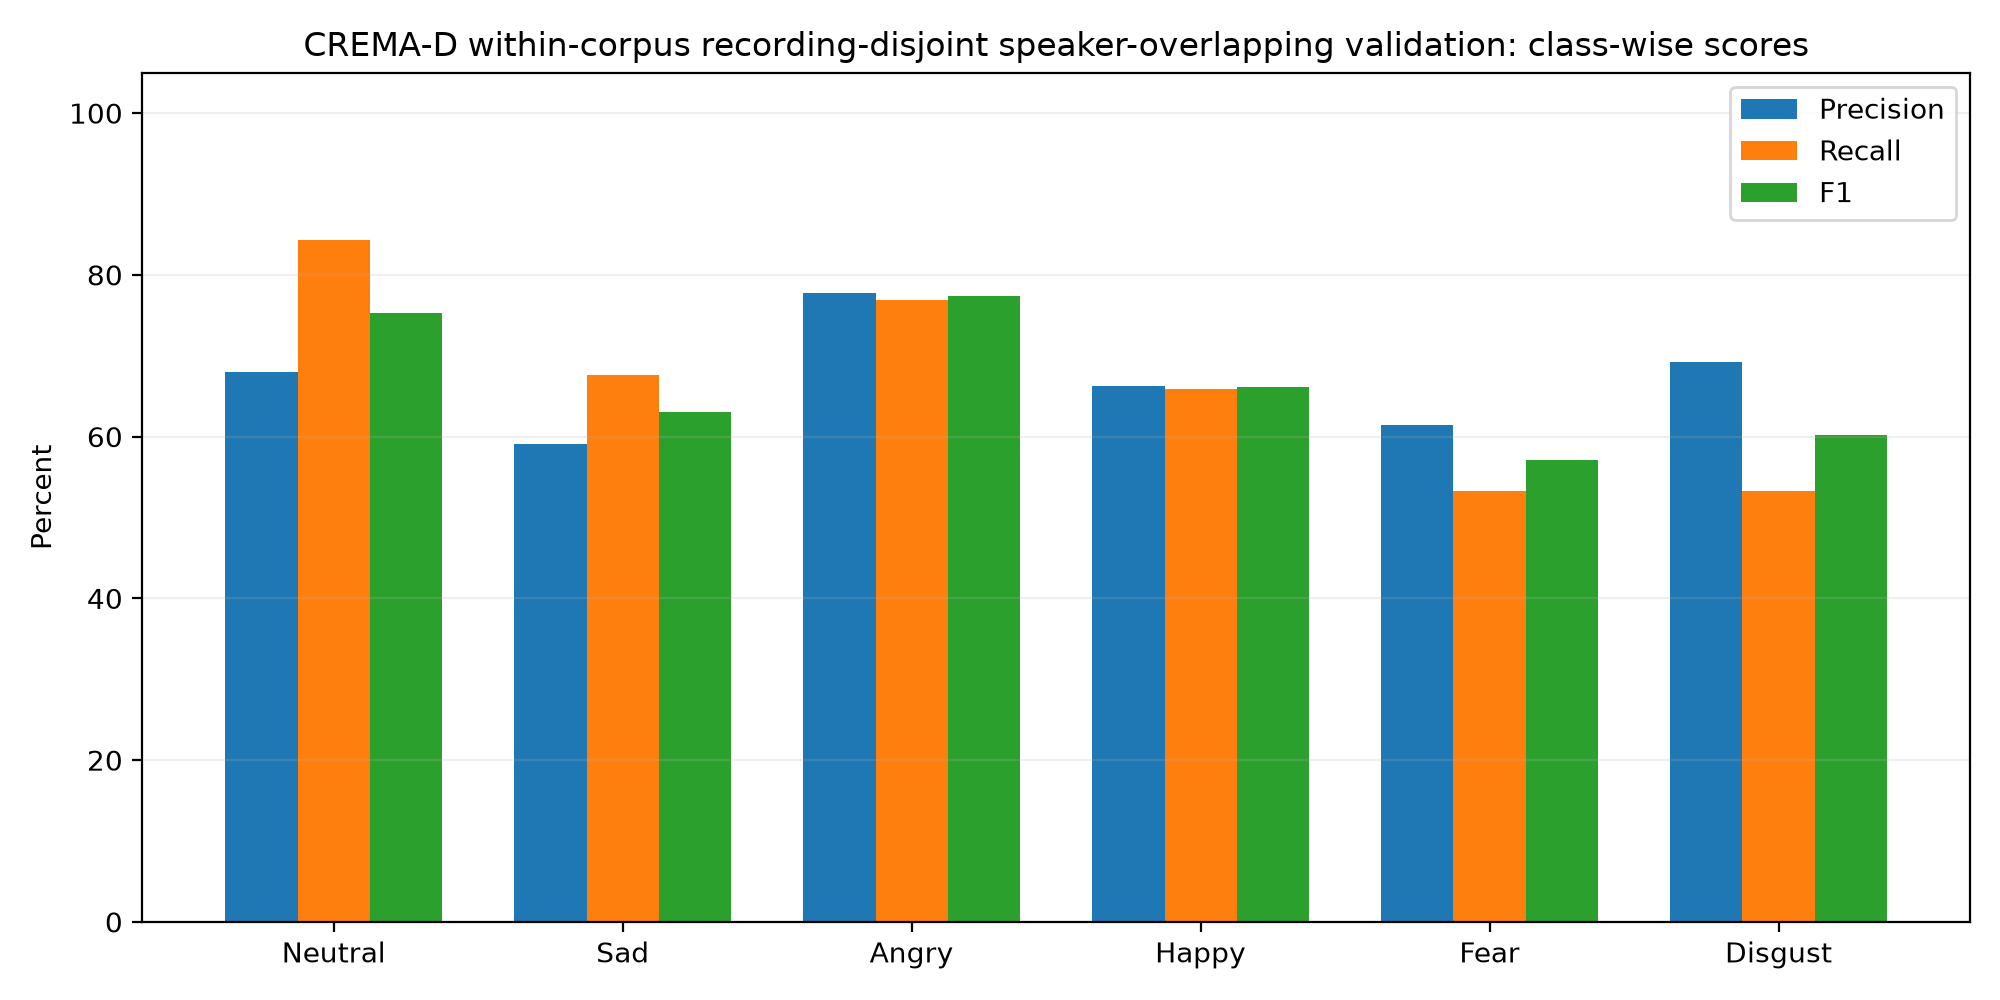 CREMA-D within-corpus recording-disjoint speaker-overlapping validation: class-wise scores
Precision
Recall
F1
Percent
100
80
60
40
20
0
Neutral
Sad
Angry
Happy
Fear
Disgust